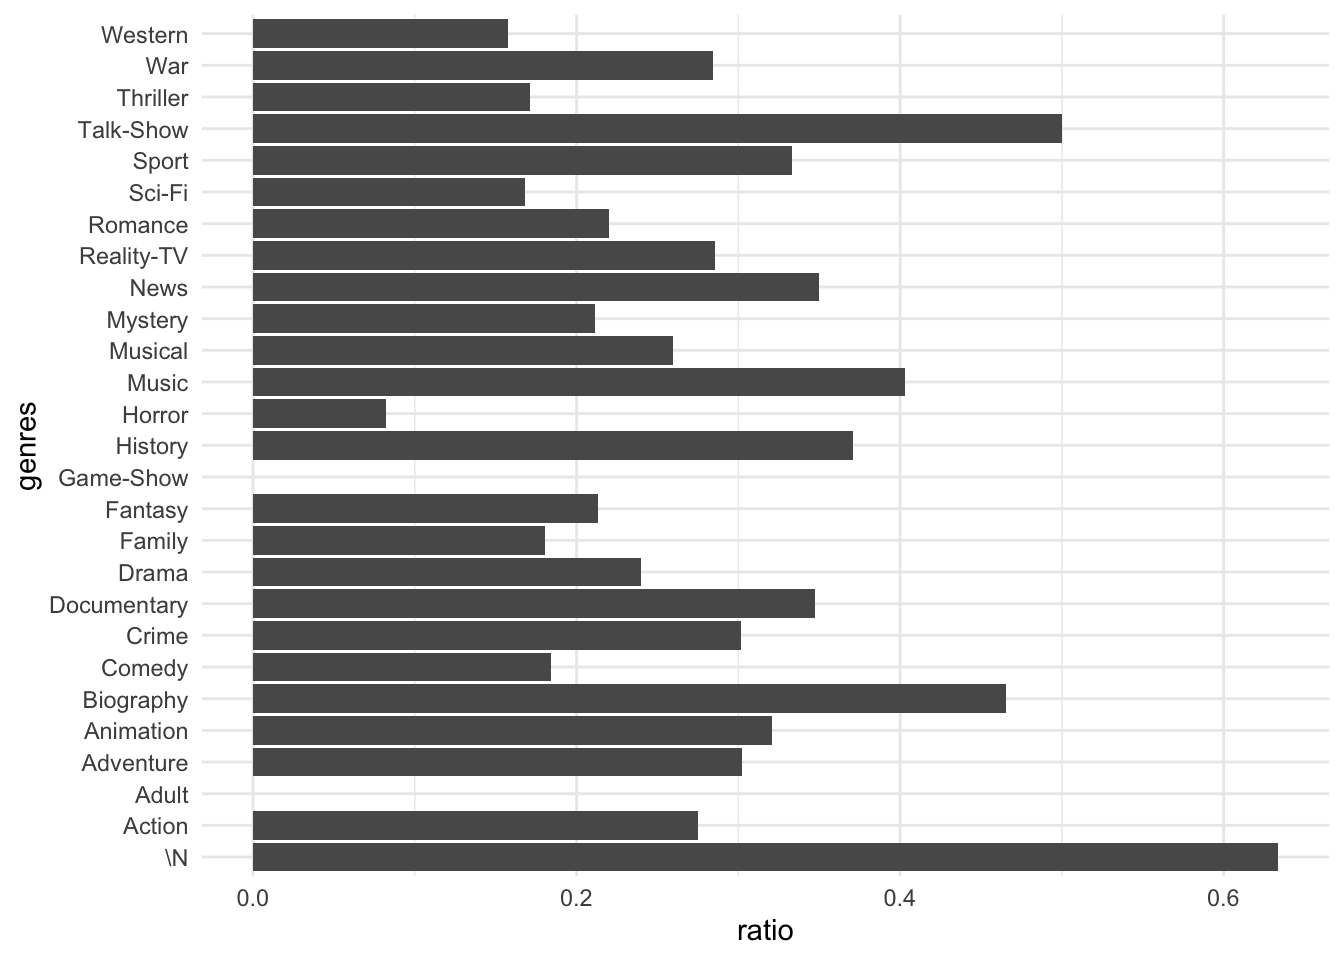 Western
War
Thriller
Talk-Show
Sport
Sci-Fi
Romance
Reality-TV
News
Mystery
Musical
Music
Horror
History
Game-Show
Fantasy
Family
Drama
Documentary
Crime
Comedy
Biography
Animation
Adventure
Adult
Action
\N
genres
0.0 0.2 0.4 0.6
ratio